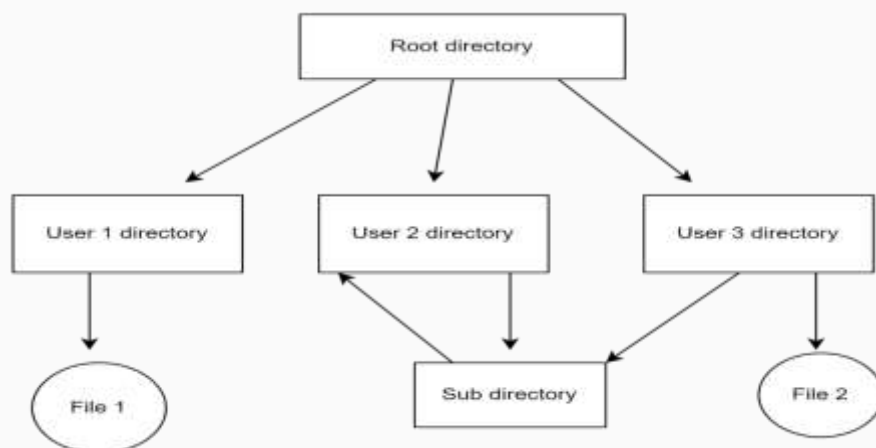 Root directory
User 1 directory
User 2 directory
User 3 directory
File 1
Sub directory
File 2